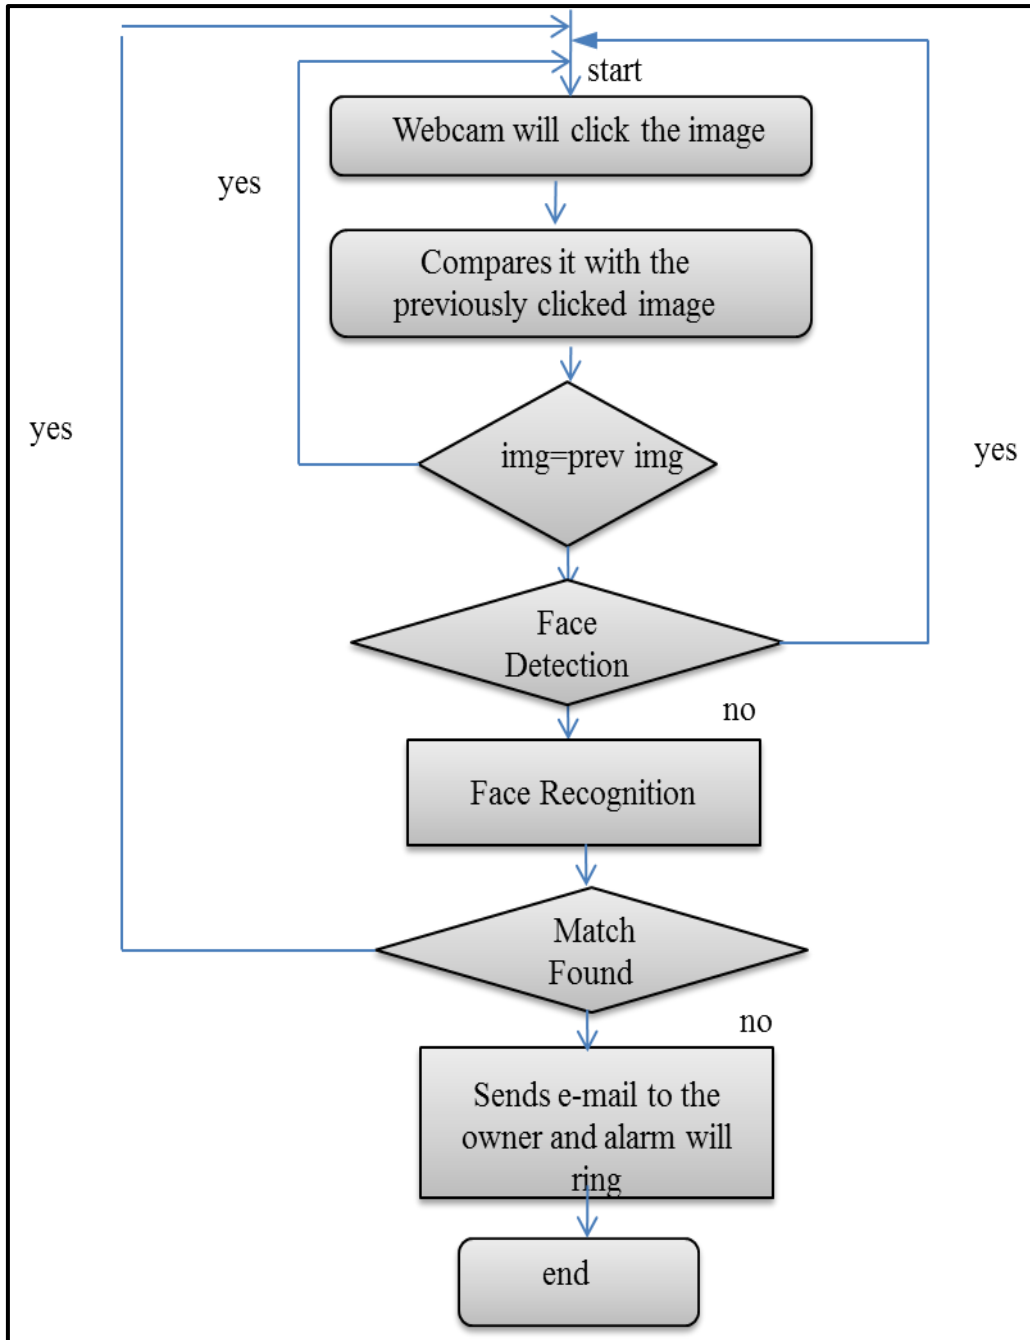 start
Webcam will click the image
yes
Compares it with the
previously clicked image
yes
img=prev img
yes
Face
Detection
no
Face Recognition
Match
Found
no
Sends e-mail to the
owner and alarm will
ring
end